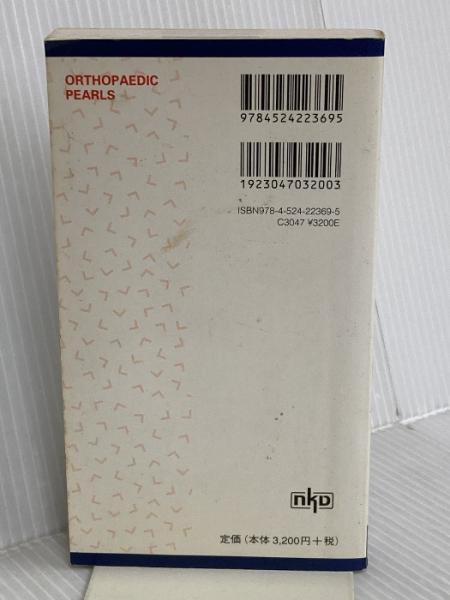 ORTHOPAEDIC
PEARLS
9784524223695
1923047032003
ISBN978-4-524-22369-5
C3047 ¥3200E
nkD
定価(本体3,200円+税)